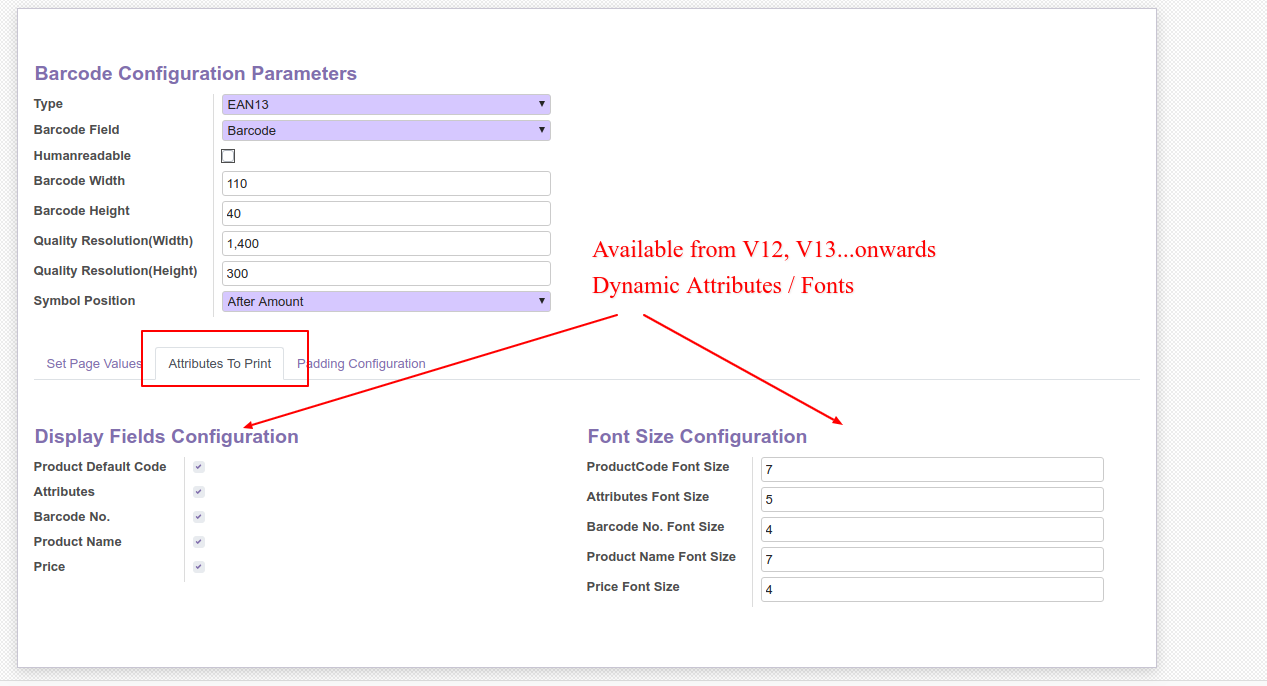 Barcode Configuration Parameters
Type EAN13
Barcode Field Barcode
Humanreadable
Barcode Width 110
Barcode Height 40
Quality Resolution(Width) 1,400
Quality Resolution(Height) 300
Symbol Position After Amount
Available from V12, V13...onwards
Dynamic Attributes / Fonts
Set Page Values Attributes To Print Padding Configuration
Display Fields Configuration
Product Default Code
Attributes
Barcode No.
Product Name
Price
Font Size Configuration
ProductCode Font Size 7
Attributes Font Size 5
Barcode No. Font Size 4
Product Name Font Size 7
Price Font Size 4